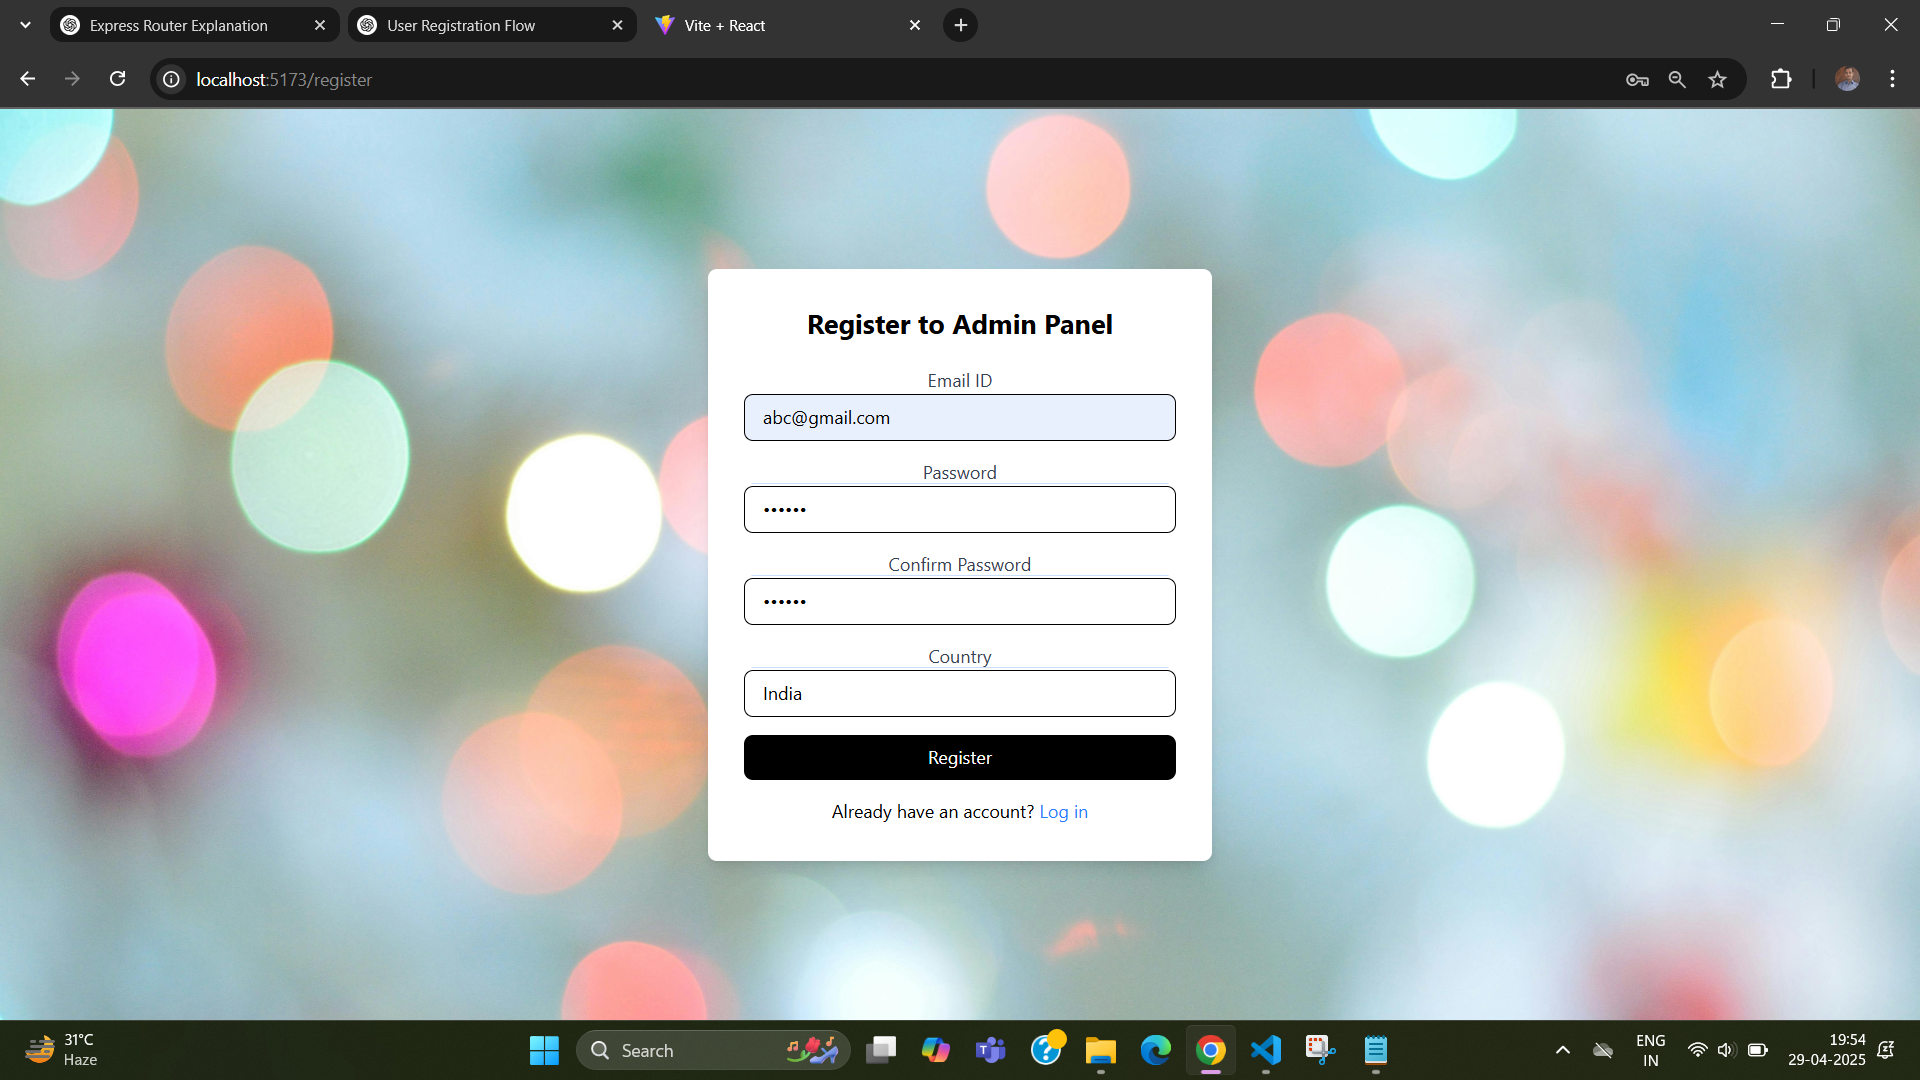 Express Router Explanation
User Registration Flow
Vite + React
localhost:5173/register
Register to Admin Panel
Email ID
abc@gmail.com
Password
••••••
Confirm Password
••••••
Country
India
Register
Already have an account? Log in
31°C
Haze
Search
ENG
IN
19:54
29-04-2025